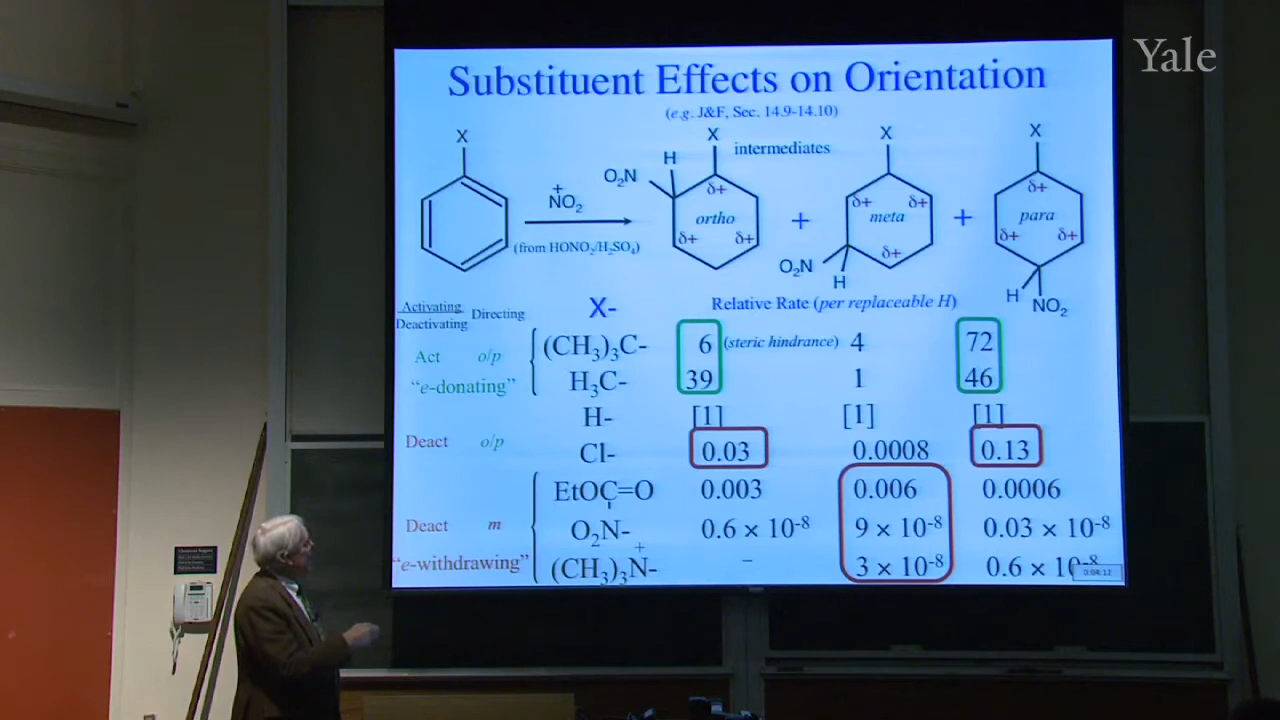 Yale
Substituent Effects on Orientation
(e.g. J&F, Sec. 14.9-14.10)
X
X
X
X
H
intermediates
O₂N
+
NO₂
(from HONO₂/H₂SO₄)
δ+
ortho
δ+ δ+
+
δ+ δ+
meta
δ+
O₂N
H
+
δ+
para
δ+ δ+
H
NO₂
Activating
Deactivating
Directing
X-
Relative Rate (per replaceable H)
Act o/p
"e-donating"
(CH₃)₃C- 6 (steric hindrance) 4 72
H₃C- 39 1 46
H- [1] [1] [1]
Deact o/p Cl- 0.03 0.0008 0.13
EtOC=O 0.003 0.006 0.0006
Deact m O₂N- 0.6 × 10⁻⁸ 9 × 10⁻⁸ 0.03 × 10⁻⁸
"e-withdrawing" (CH₃)₃N⁺- – 3 × 10⁻⁸ 0.6 × 10⁻⁸